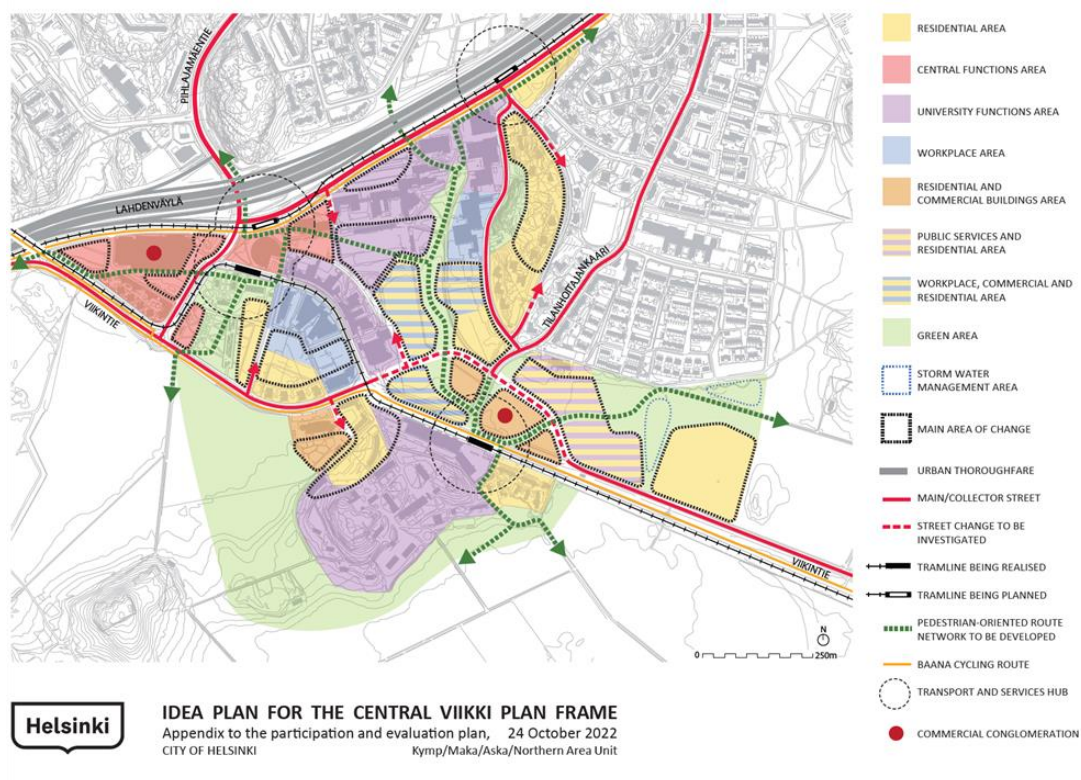 PIHLAJAMÄENTIE
LAHDENVÄYLÄ
VIIKINTIE
TILANHOITAJANKAARI
VIIKINTIE
N
0 250m
RESIDENTIAL AREA
CENTRAL FUNCTIONS AREA
UNIVERSITY FUNCTIONS AREA
WORKPLACE AREA
RESIDENTIAL AND
COMMERCIAL BUILDINGS AREA
PUBLIC SERVICES AND
RESIDENTIAL AREA
WORKPLACE, COMMERCIAL AND
RESIDENTIAL AREA
GREEN AREA
STORM WATER
MANAGEMENT AREA
MAIN AREA OF CHANGE
URBAN THOROUGHFARE
MAIN/COLLECTOR STREET
STREET CHANGE TO BE
INVESTIGATED
TRAMLINE BEING REALISED
TRAMLINE BEING PLANNED
PEDESTRIAN-ORIENTED ROUTE
NETWORK TO BE DEVELOPED
BAANA CYCLING ROUTE
TRANSPORT AND SERVICES HUB
COMMERCIAL CONGLOMERATION
Helsinki
IDEA PLAN FOR THE CENTRAL VIIKKI PLAN FRAME
Appendix to the participation and evaluation plan, 24 October 2022
CITY OF HELSINKI Kymp/Maka/Aska/Northern Area Unit